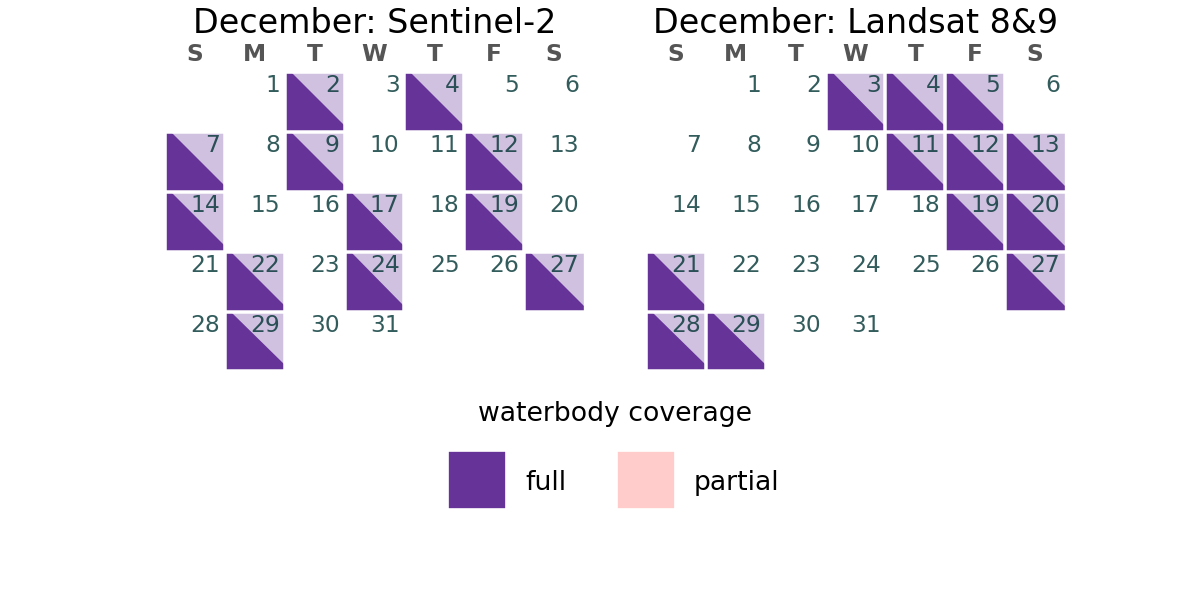 December: Sentinel-2
S M T W T F S
1 2 3 4 5 6
7 8 9 10 11 12 13
14 15 16 17 18 19 20
21 22 23 24 25 26 27
28 29 30 31
December: Landsat 8&9
S M T W T F S
1 2 3 4 5 6
7 8 9 10 11 12 13
14 15 16 17 18 19 20
21 22 23 24 25 26 27
28 29 30 31
waterbody coverage
full partial